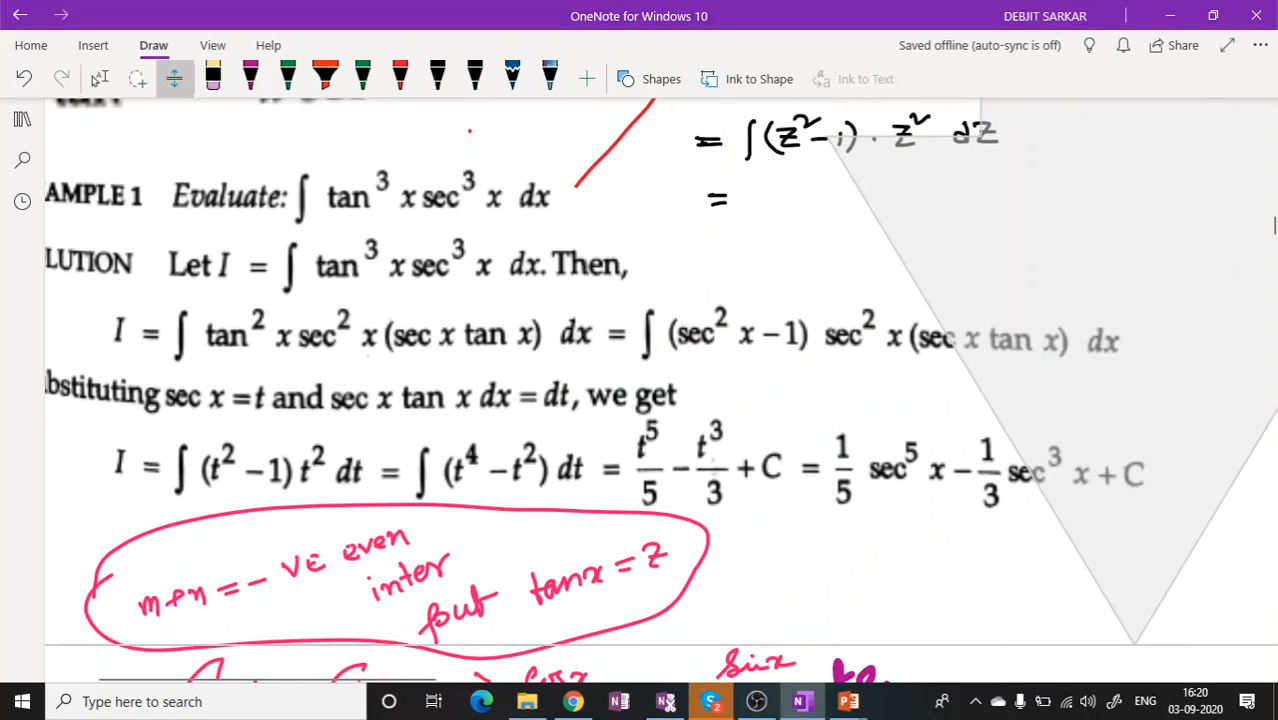 OneNote for Windows 10
DEBJIT SARKAR
Home Insert Draw View Help
Saved offline (auto-sync is off)
Share
Shapes
Ink to Shape
Ink to Text
= ∫(z² – 1) · z² dz
=
AMPLE 1 Evaluate: ∫ tan³ x sec³ x dx
LUTION Let I = ∫ tan³ x sec³ x dx. Then,
I = ∫ tan² x sec² x (sec x tan x) dx = ∫ (sec² x – 1) sec² x (sec x tan x) dx
bstituting sec x = t and sec x tan x dx = dt, we get
I = ∫ (t² – 1) t² dt = ∫ (t⁴ – t²) dt = t⁵/5 – t³/3 + C = 1/5 sec⁵ x – 1/3 sec³ x + C
m+n = - ve even
inter
put tanx = z
sinx
Type here to search
2
ENG
16:20
03-09-2020